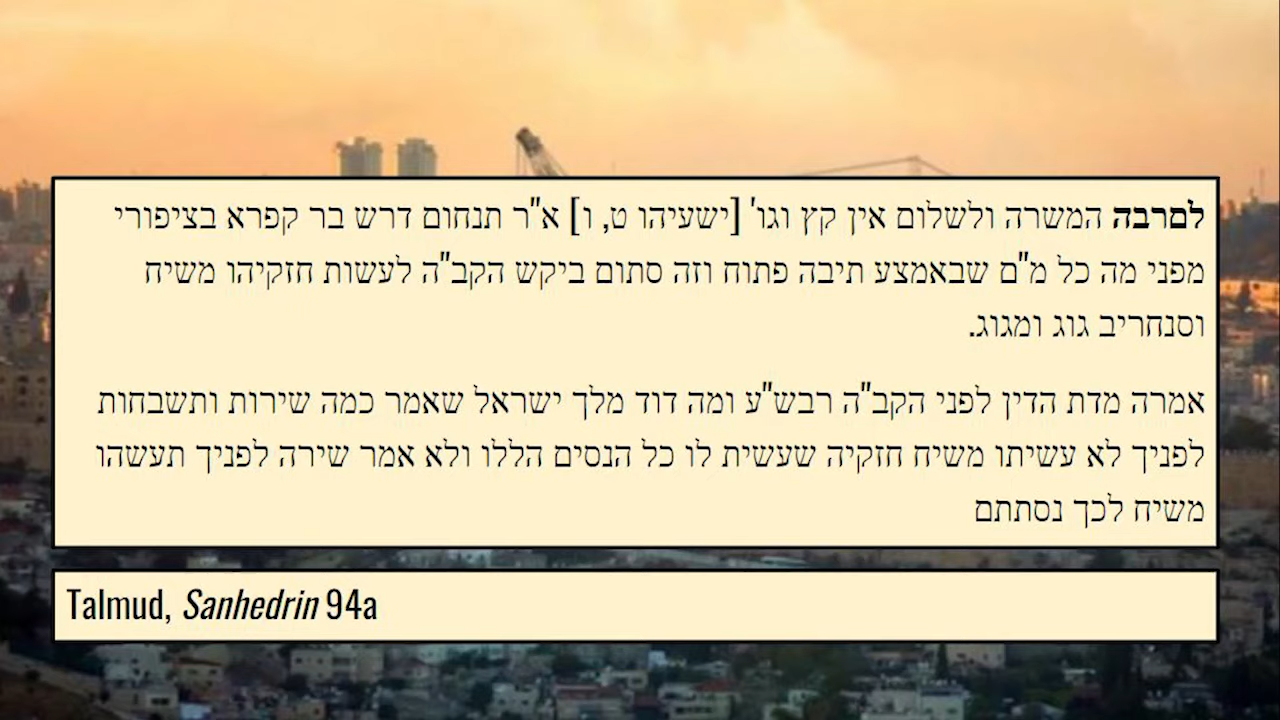 לםרבה המשרה ולשלום אין קץ וגו' [ישעיהו ט, ו] א"ר תנחום דרש בר קפרא בציפורי
מפני מה כל מ"ם שבאמצע תיבה פתוח וזה סתום ביקש הקב"ה לעשות חזקיהו משיח
וסנחריב גוג ומגוג.
אמרה מדת הדין לפני הקב"ה רבש"ע ומה דוד מלך ישראל שאמר כמה שירות ותשבחות
לפניך לא עשיתו משיח חזקיה שעשית לו כל הנסים הללו ולא אמר שירה לפניך תעשהו
משיח לכך נסתתם
Talmud, Sanhedrin 94a